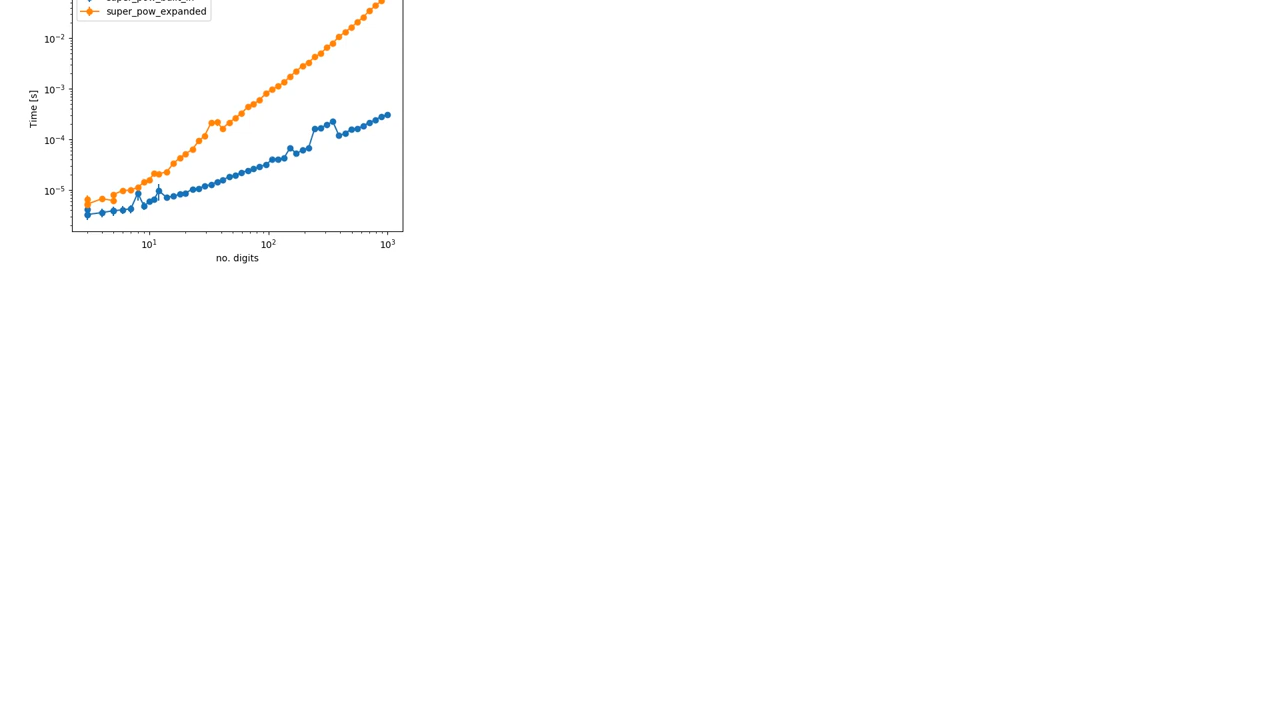 super_pow_expanded
10⁻²
10⁻³
10⁻⁴
10⁻⁵
Time [s]
10¹ 10² 10³
no. digits